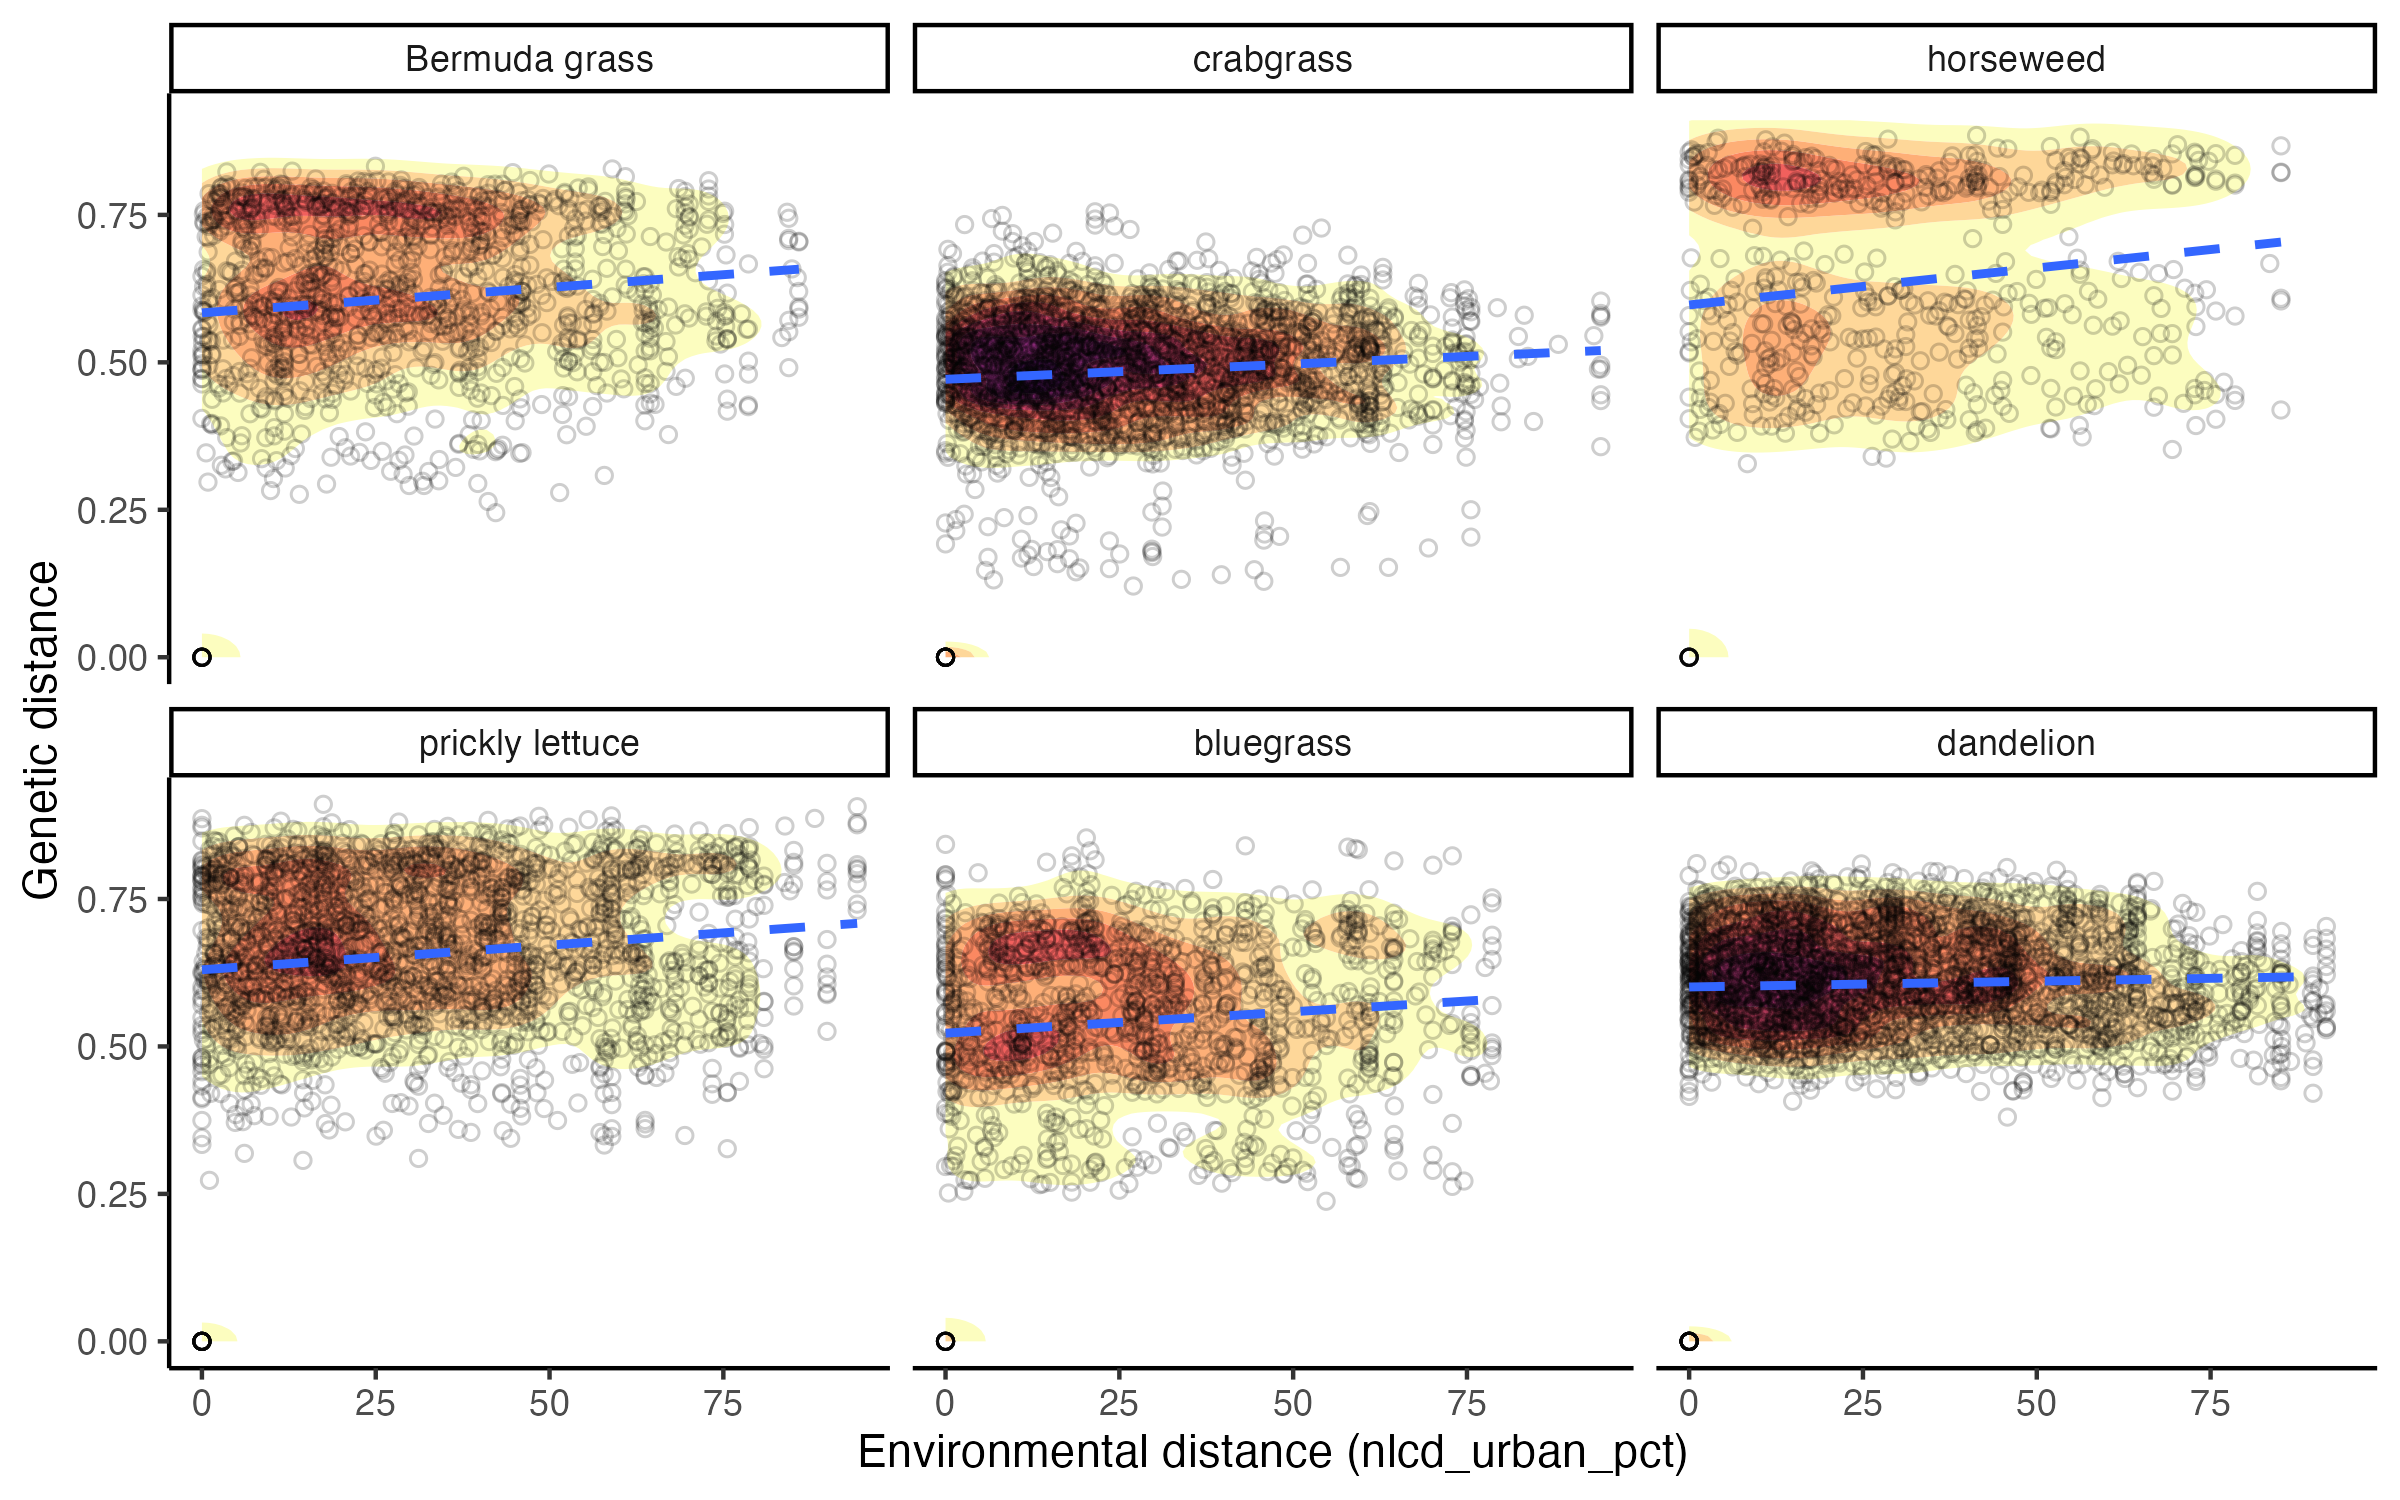 Bermuda grass
crabgrass
horseweed
0.75
0.50
0.25
0.00
Genetic distance
prickly lettuce
bluegrass
dandelion
0.75
0.50
0.25
0.00
0 25 50 75
0 25 50 75
0 25 50 75
Environmental distance (nlcd_urban_pct)